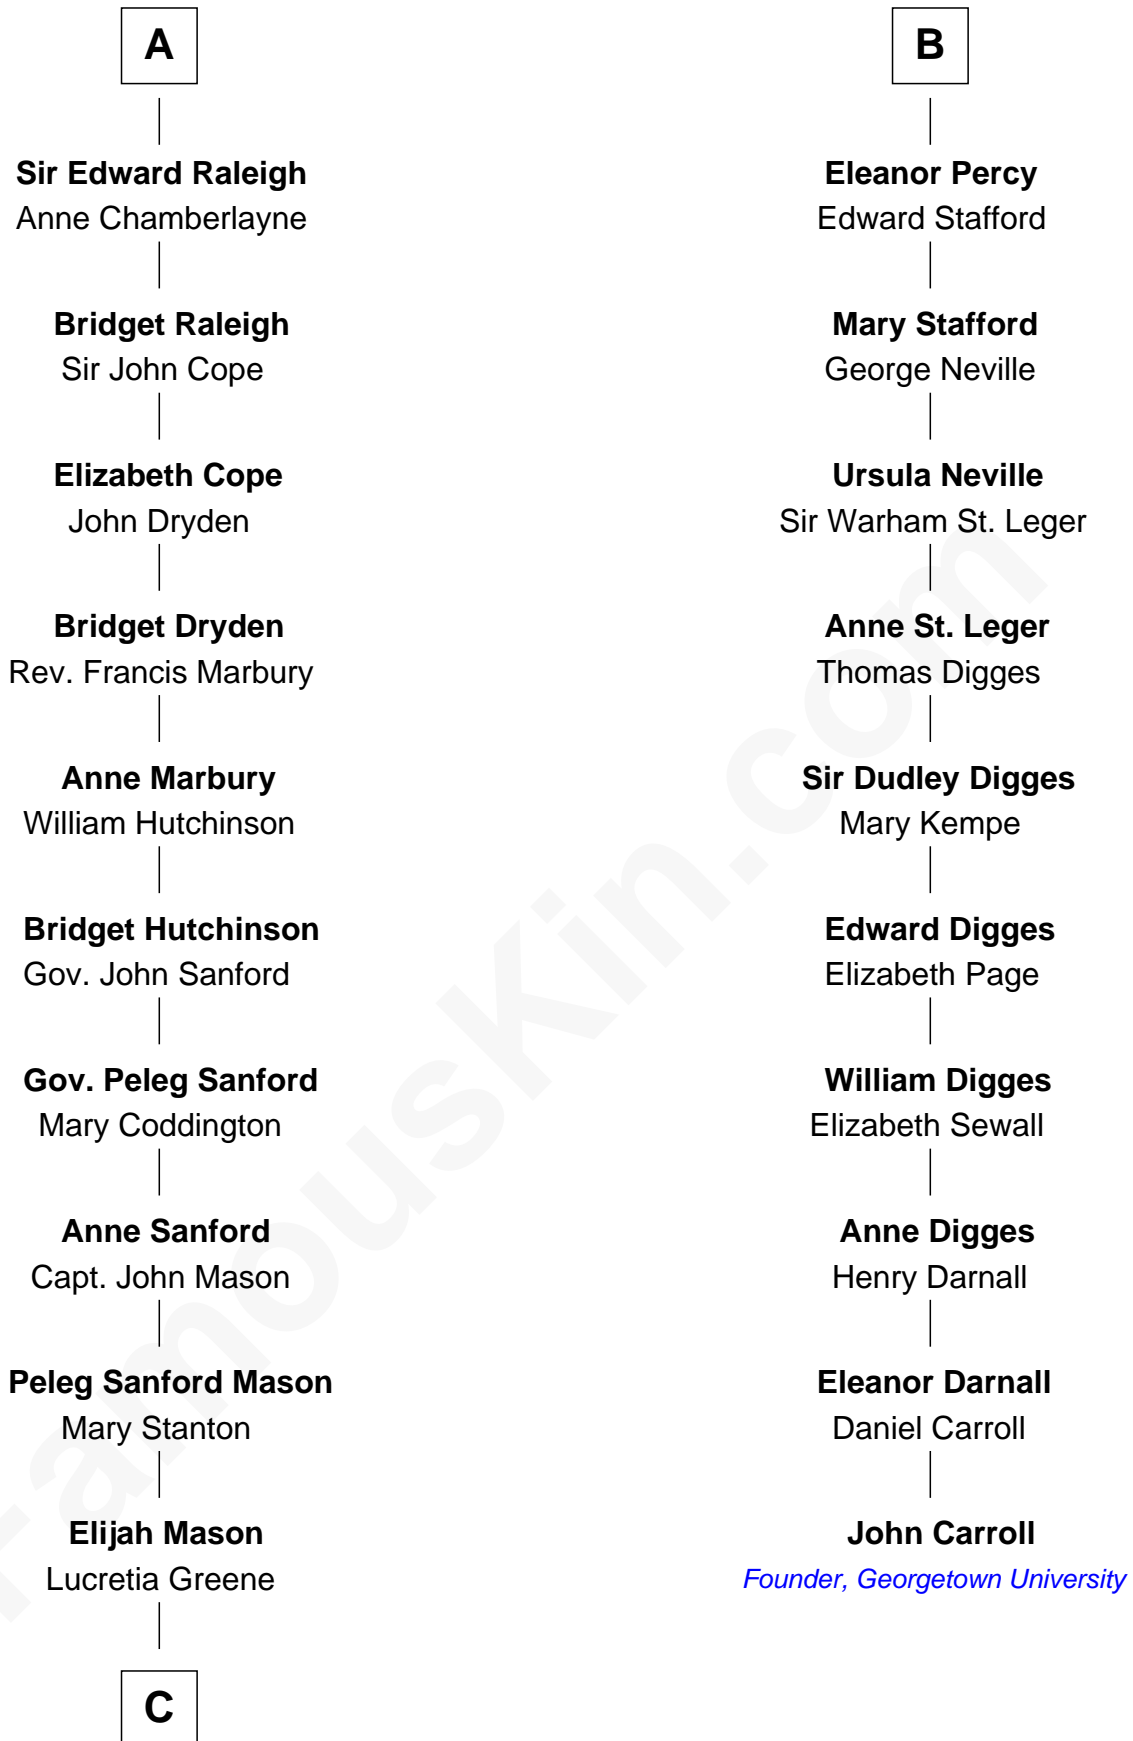 A
Sir Edward Raleigh
Anne Chamberlayne
Bridget Raleigh
Sir John Cope
Elizabeth Cope
John Dryden
Bridget Dryden
Rev. Francis Marbury
Anne Marbury
William Hutchinson
Bridget Hutchinson
Gov. John Sanford
Gov. Peleg Sanford
Mary Coddington
Anne Sanford
Capt. John Mason
Peleg Sanford Mason
Mary Stanton
Elijah Mason
Lucretia Greene
C
B
Eleanor Percy
Edward Stafford
Mary Stafford
George Neville
Ursula Neville
Sir Warham St. Leger
Anne St. Leger
Thomas Digges
Sir Dudley Digges
Mary Kempe
Edward Digges
Elizabeth Page
William Digges
Elizabeth Sewall
Anne Digges
Henry Darnall
Eleanor Darnall
Daniel Carroll
John Carroll
Founder, Georgetown University
FamousKin.com